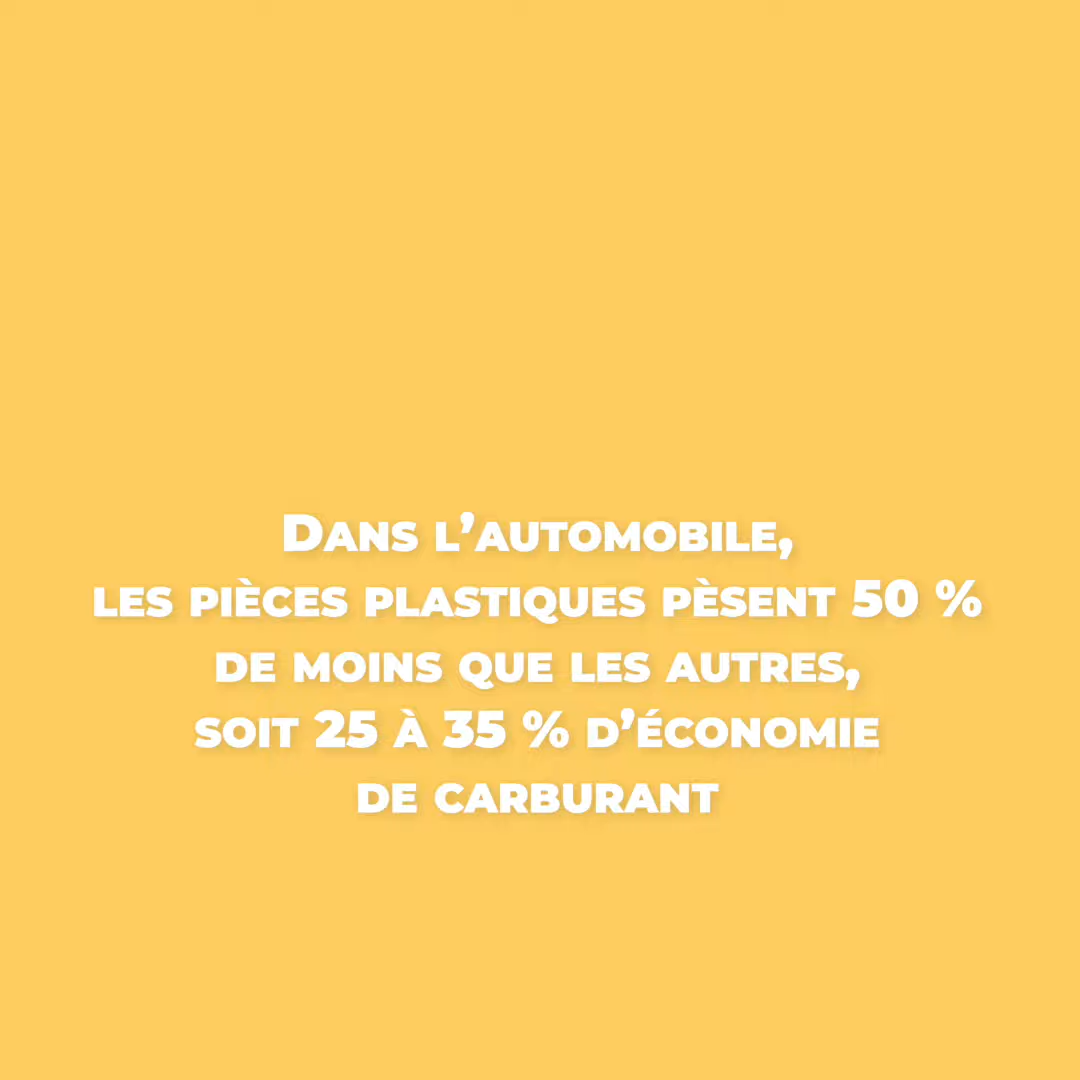 Dans l’automobile,
les pièces plastiques pèsent 50 %
de moins que les autres,
soit 25 à 35 % d’économie
de carburant